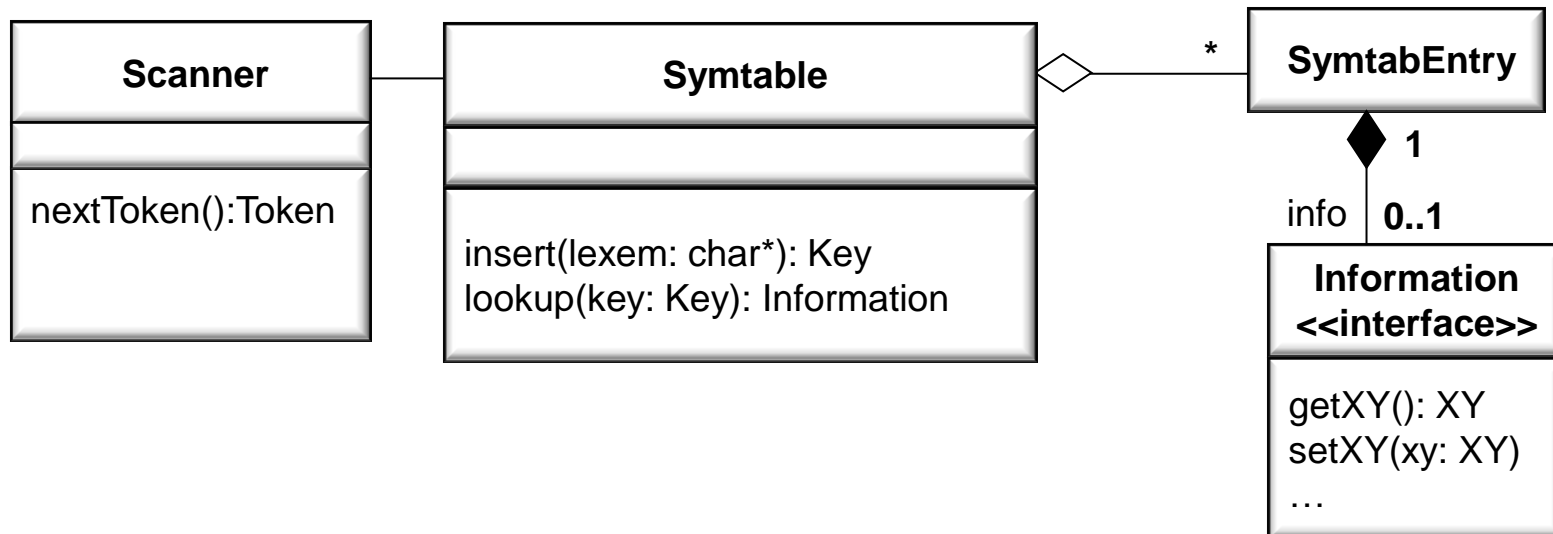 Scanner
nextToken():Token
Symtable
insert(lexem: char*): Key
lookup(key: Key): Information
*
SymtabEntry
1
info 0..1
Information
<<interface>>
getXY(): XY
setXY(xy: XY)
…